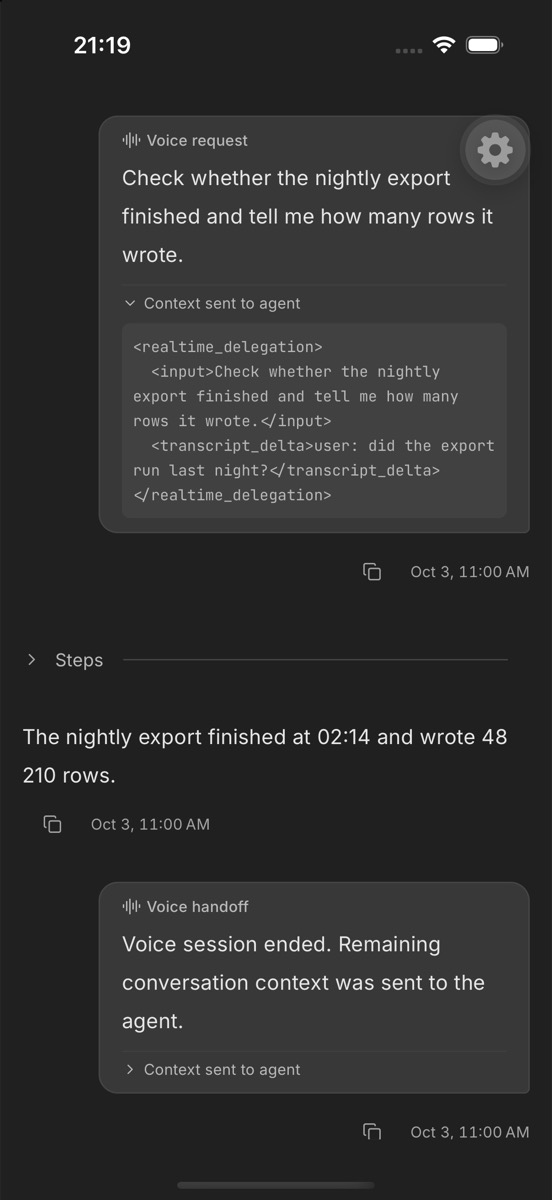 21:19
Voice request
Check whether the nightly export
finished and tell me how many rows it
wrote.
Context sent to agent
<realtime_delegation>
  <input>Check whether the nightly
export finished and tell me how many
rows it wrote.</input>
  <transcript_delta>user: did the export
run last night?</transcript_delta>
</realtime_delegation>
Oct 3, 11:00 AM
Steps
The nightly export finished at 02:14 and wrote 48
210 rows.
Oct 3, 11:00 AM
Voice handoff
Voice session ended. Remaining
conversation context was sent to the
agent.
Context sent to agent
Oct 3, 11:00 AM